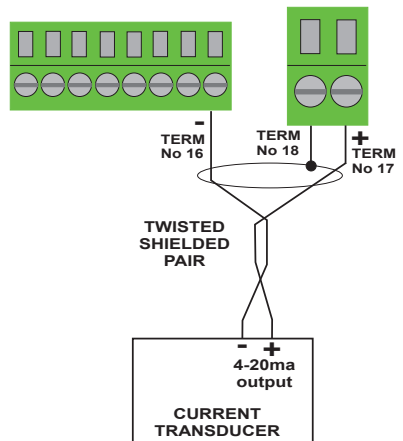 -
TERM
No 16
TERM
No 18
+
TERM
No 17
TWISTED
SHIELDED
PAIR
- +
4-20ma
output
CURRENT
TRANSDUCER